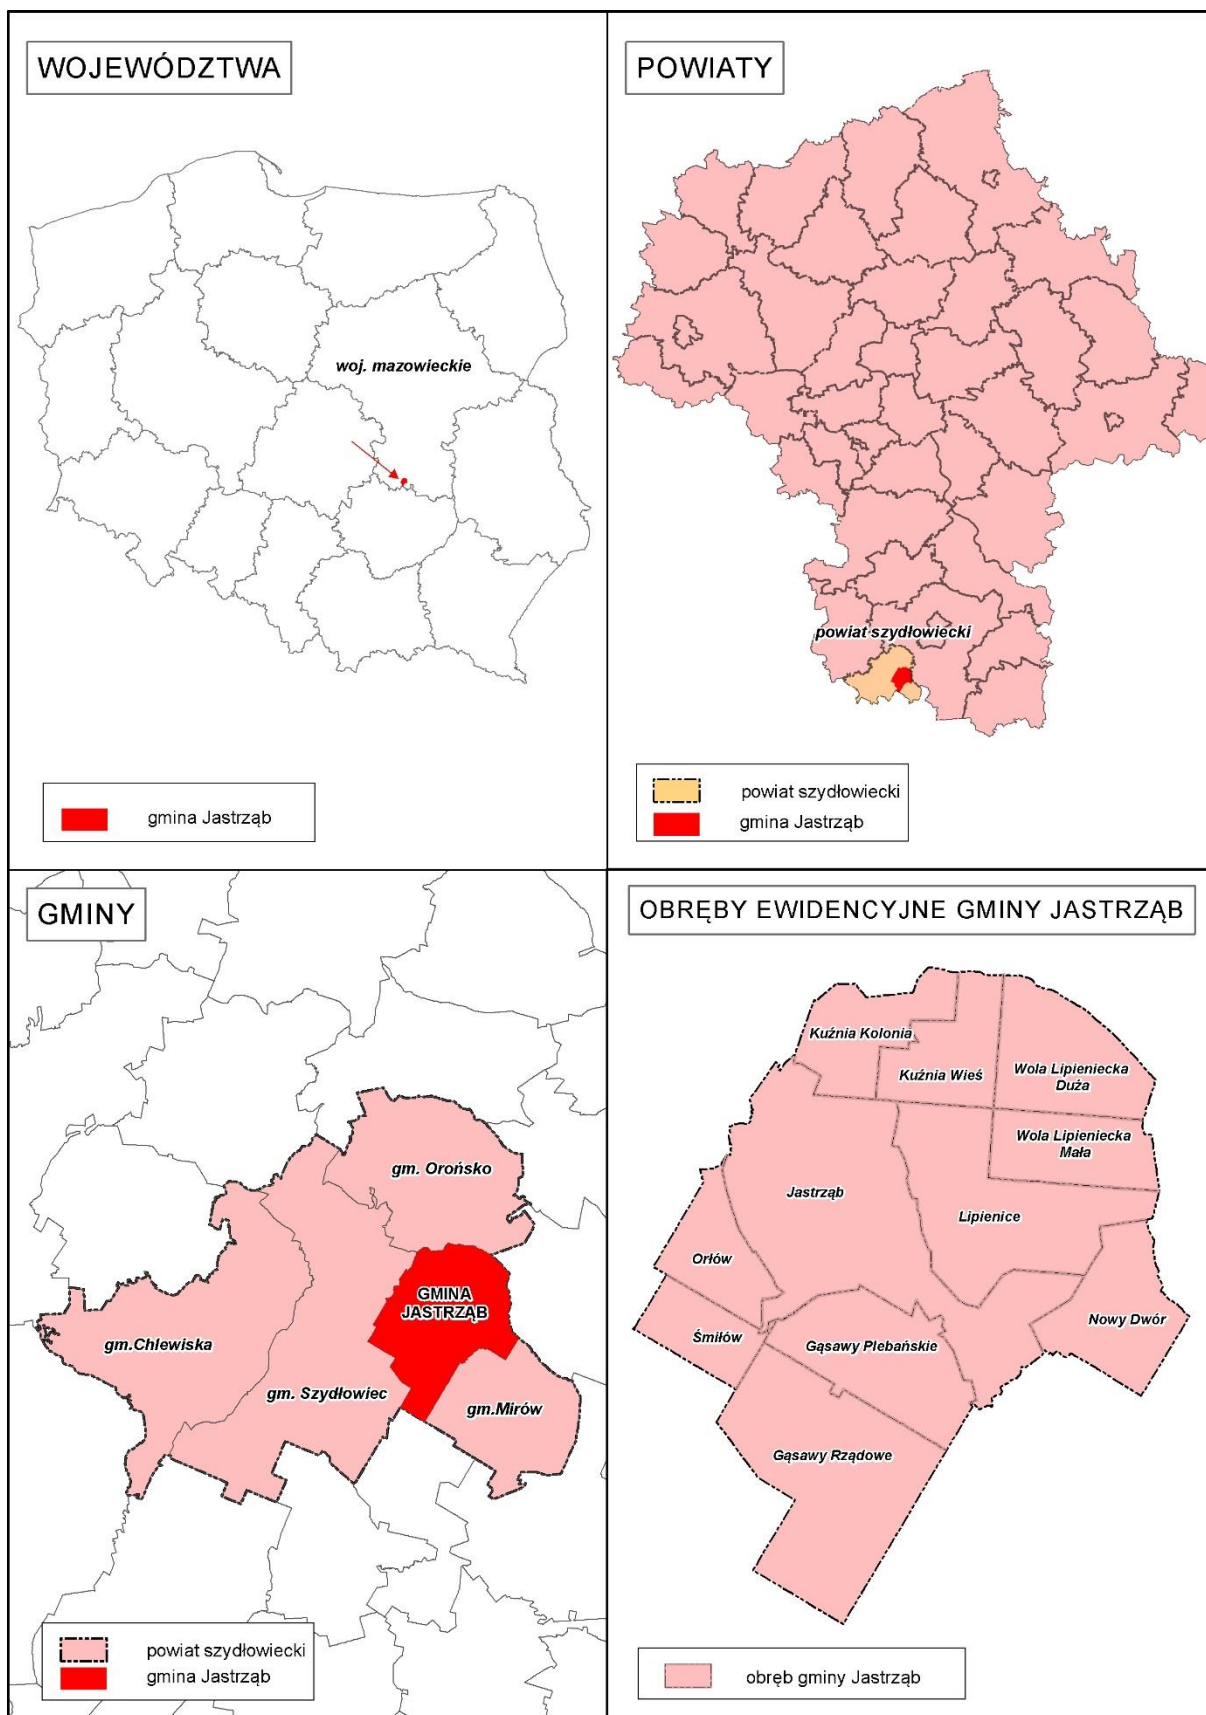 WOJEWÓDZTWA
woj. mazowieckie
gmina Jastrząb
POWIATY
powiat szydłowiecki
powiat szydłowiecki
gmina Jastrząb
GMINY
gm. Orońsko
GMINA
JASTRZĄB
gm.Chlewiska
gm. Szydłowiec
gm.Mirów
powiat szydłowiecki
gmina Jastrząb
OBRĘBY EWIDENCYJNE GMINY JASTRZĄB
Kuźnia Kolonia
Kuźnia Wieś
Wola Lipieniecka
Duża
Wola Lipieniecka
Mała
Jastrząb
Lipienice
Orłów
Nowy Dwór
Śmiłów
Gąsawy Plebańskie
Gąsawy Rządowe
obręb gminy Jastrząb